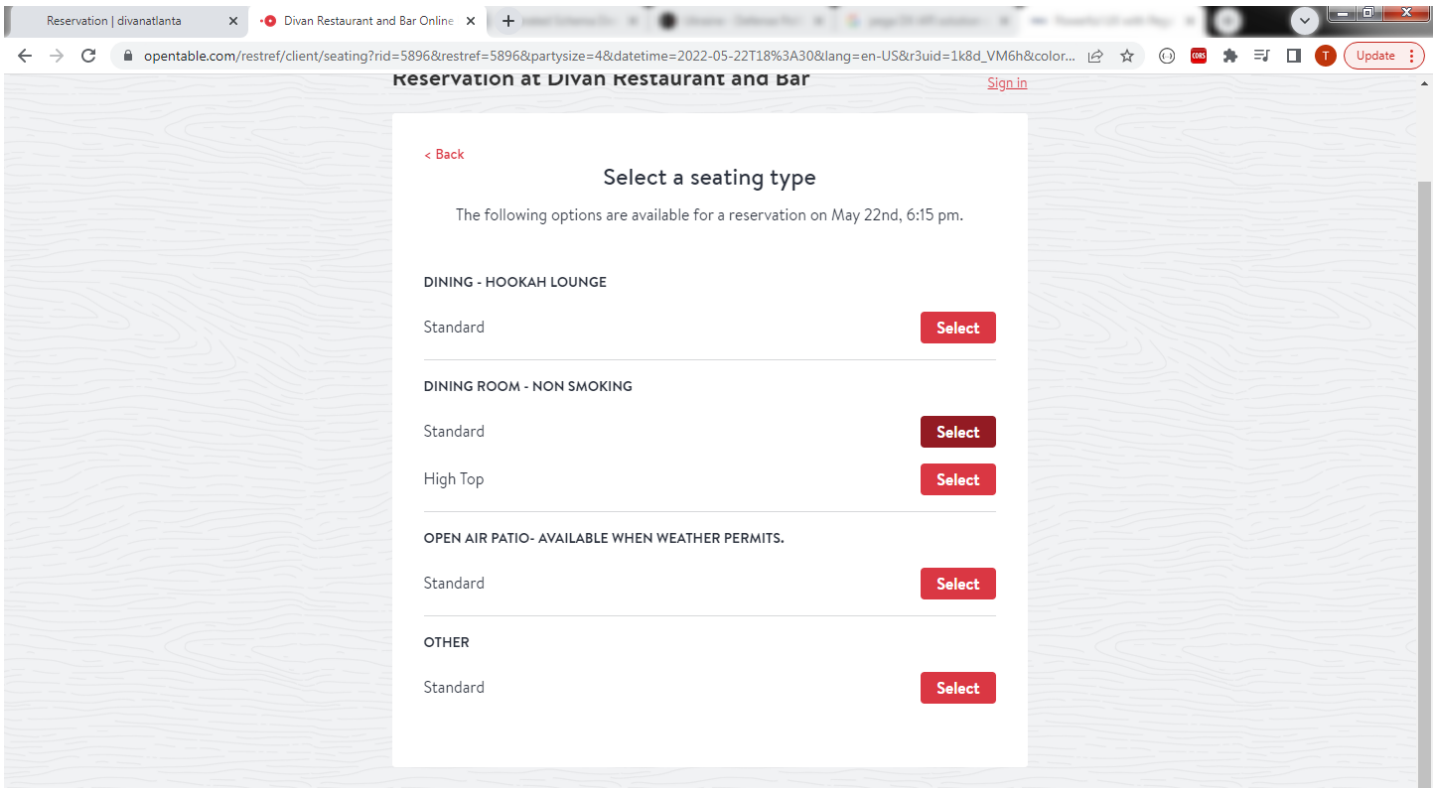 Reservation | divanatlanta
Divan Restaurant and Bar Online
opentable.com/restref/client/seating?rid=5896&restref=5896&partysize=4&datetime=2022-05-22T18%3A30&lang=en-US&r3uid=1k8d_VM6h&color...
CORS
T
Update
Reservation at Divan Restaurant and Bar
Sign in
< Back
Select a seating type
The following options are available for a reservation on May 22nd, 6:15 pm.
DINING - HOOKAH LOUNGE
Standard Select
DINING ROOM - NON SMOKING
Standard Select
High Top Select
OPEN AIR PATIO- AVAILABLE WHEN WEATHER PERMITS.
Standard Select
OTHER
Standard Select